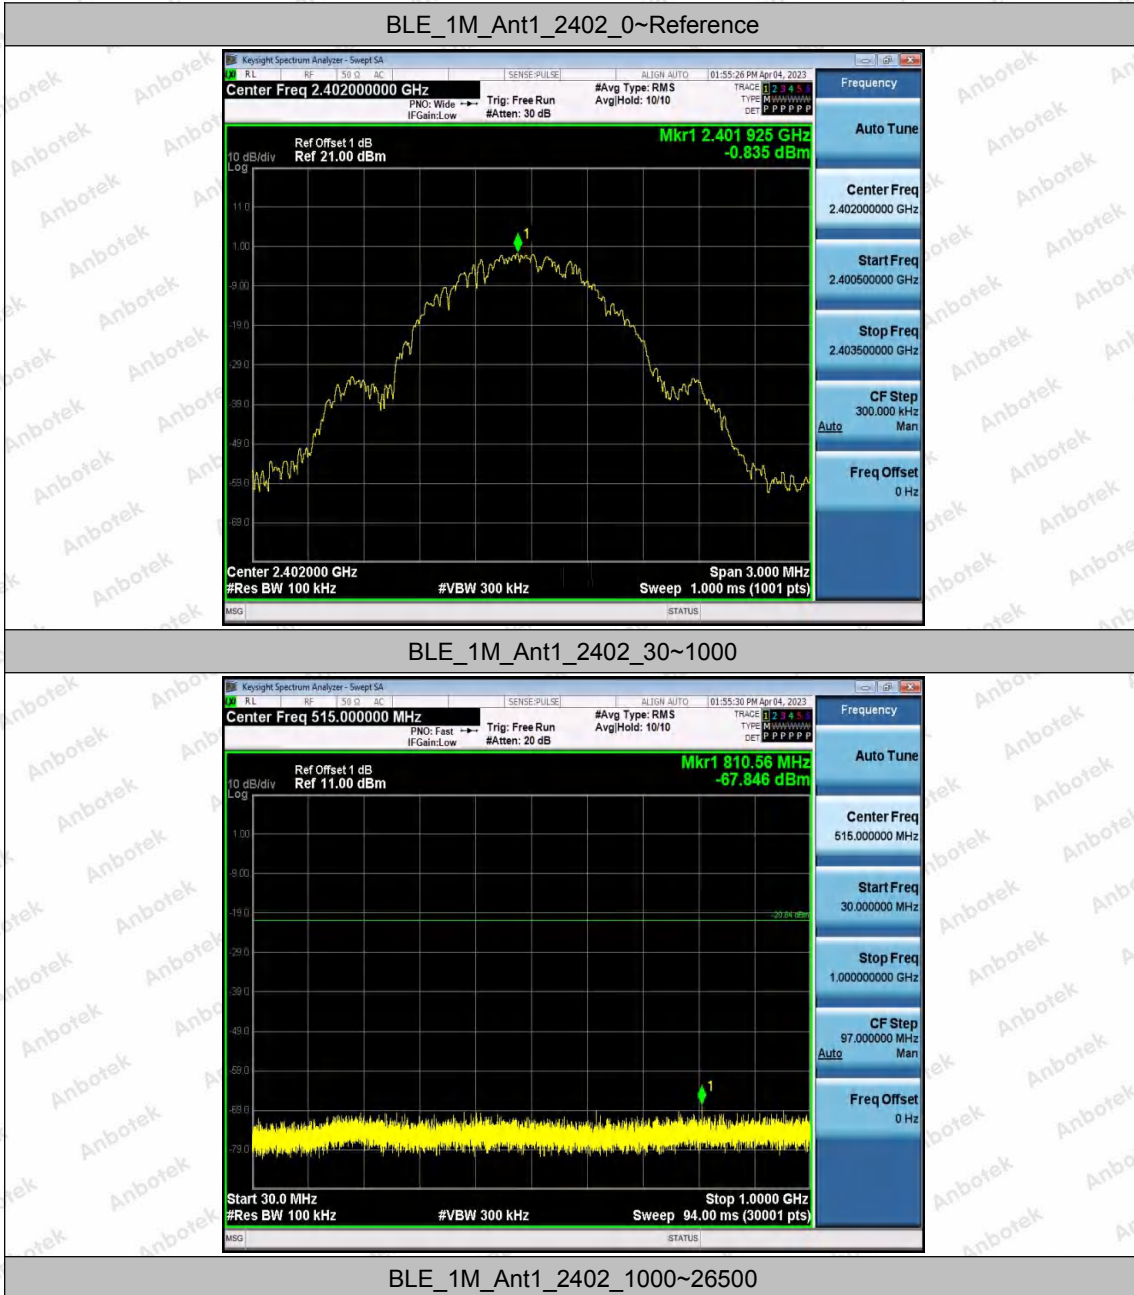 BLE_1M_Ant1_2402_0~Reference
Keysight Spectrum Analyzer - Swept SA
RL RF 50 Ω AC SENSE:PULSE ALIGN AUTO 01:55:26 PM Apr 04, 2023
Center Freq 2.402000000 GHz #Avg Type: RMS TRACE 1 2 3 4 5 6
PNO: Wide Trig: Free Run Avg|Hold: 10/10 TYPE M WWWWW
IFGain:Low #Atten: 30 dB DET P P P P P P
Mkr1 2.401 925 GHz
-0.835 dBm
Ref Offset 1 dB
10 dB/div Ref 21.00 dBm
Log
11.0
1.00
1
-9.00
-19.0
-29.0
-39.0
-49.0
-59.0
-69.0
Center 2.402000 GHz Span 3.000 MHz
#Res BW 100 kHz #VBW 300 kHz Sweep 1.000 ms (1001 pts)
MSG STATUS
Frequency
Auto Tune
Center Freq
2.402000000 GHz
Start Freq
2.400500000 GHz
Stop Freq
2.403500000 GHz
CF Step
300.000 kHz
Auto Man
Freq Offset
0 Hz
BLE_1M_Ant1_2402_30~1000
Keysight Spectrum Analyzer - Swept SA
RL RF 50 Ω AC SENSE:PULSE ALIGN AUTO 01:55:30 PM Apr 04, 2023
Center Freq 515.000000 MHz #Avg Type: RMS TRACE 1 2 3 4 5 6
PNO: Fast Trig: Free Run Avg|Hold: 10/10 TYPE M WWWWW
IFGain:Low #Atten: 20 dB DET P P P P P P
Mkr1 810.56 MHz
-67.846 dBm
Ref Offset 1 dB
10 dB/div Ref 11.00 dBm
Log
1.00
-9.00
-19.0
-20.84 dBm
-29.0
-39.0
-49.0
-59.0
1
-69.0
-79.0
Start 30.0 MHz Stop 1.0000 GHz
#Res BW 100 kHz #VBW 300 kHz Sweep 94.00 ms (30001 pts)
MSG STATUS
Frequency
Auto Tune
Center Freq
515.000000 MHz
Start Freq
30.000000 MHz
Stop Freq
1.000000000 GHz
CF Step
97.000000 MHz
Auto Man
Freq Offset
0 Hz
BLE_1M_Ant1_2402_1000~26500
Anbotek